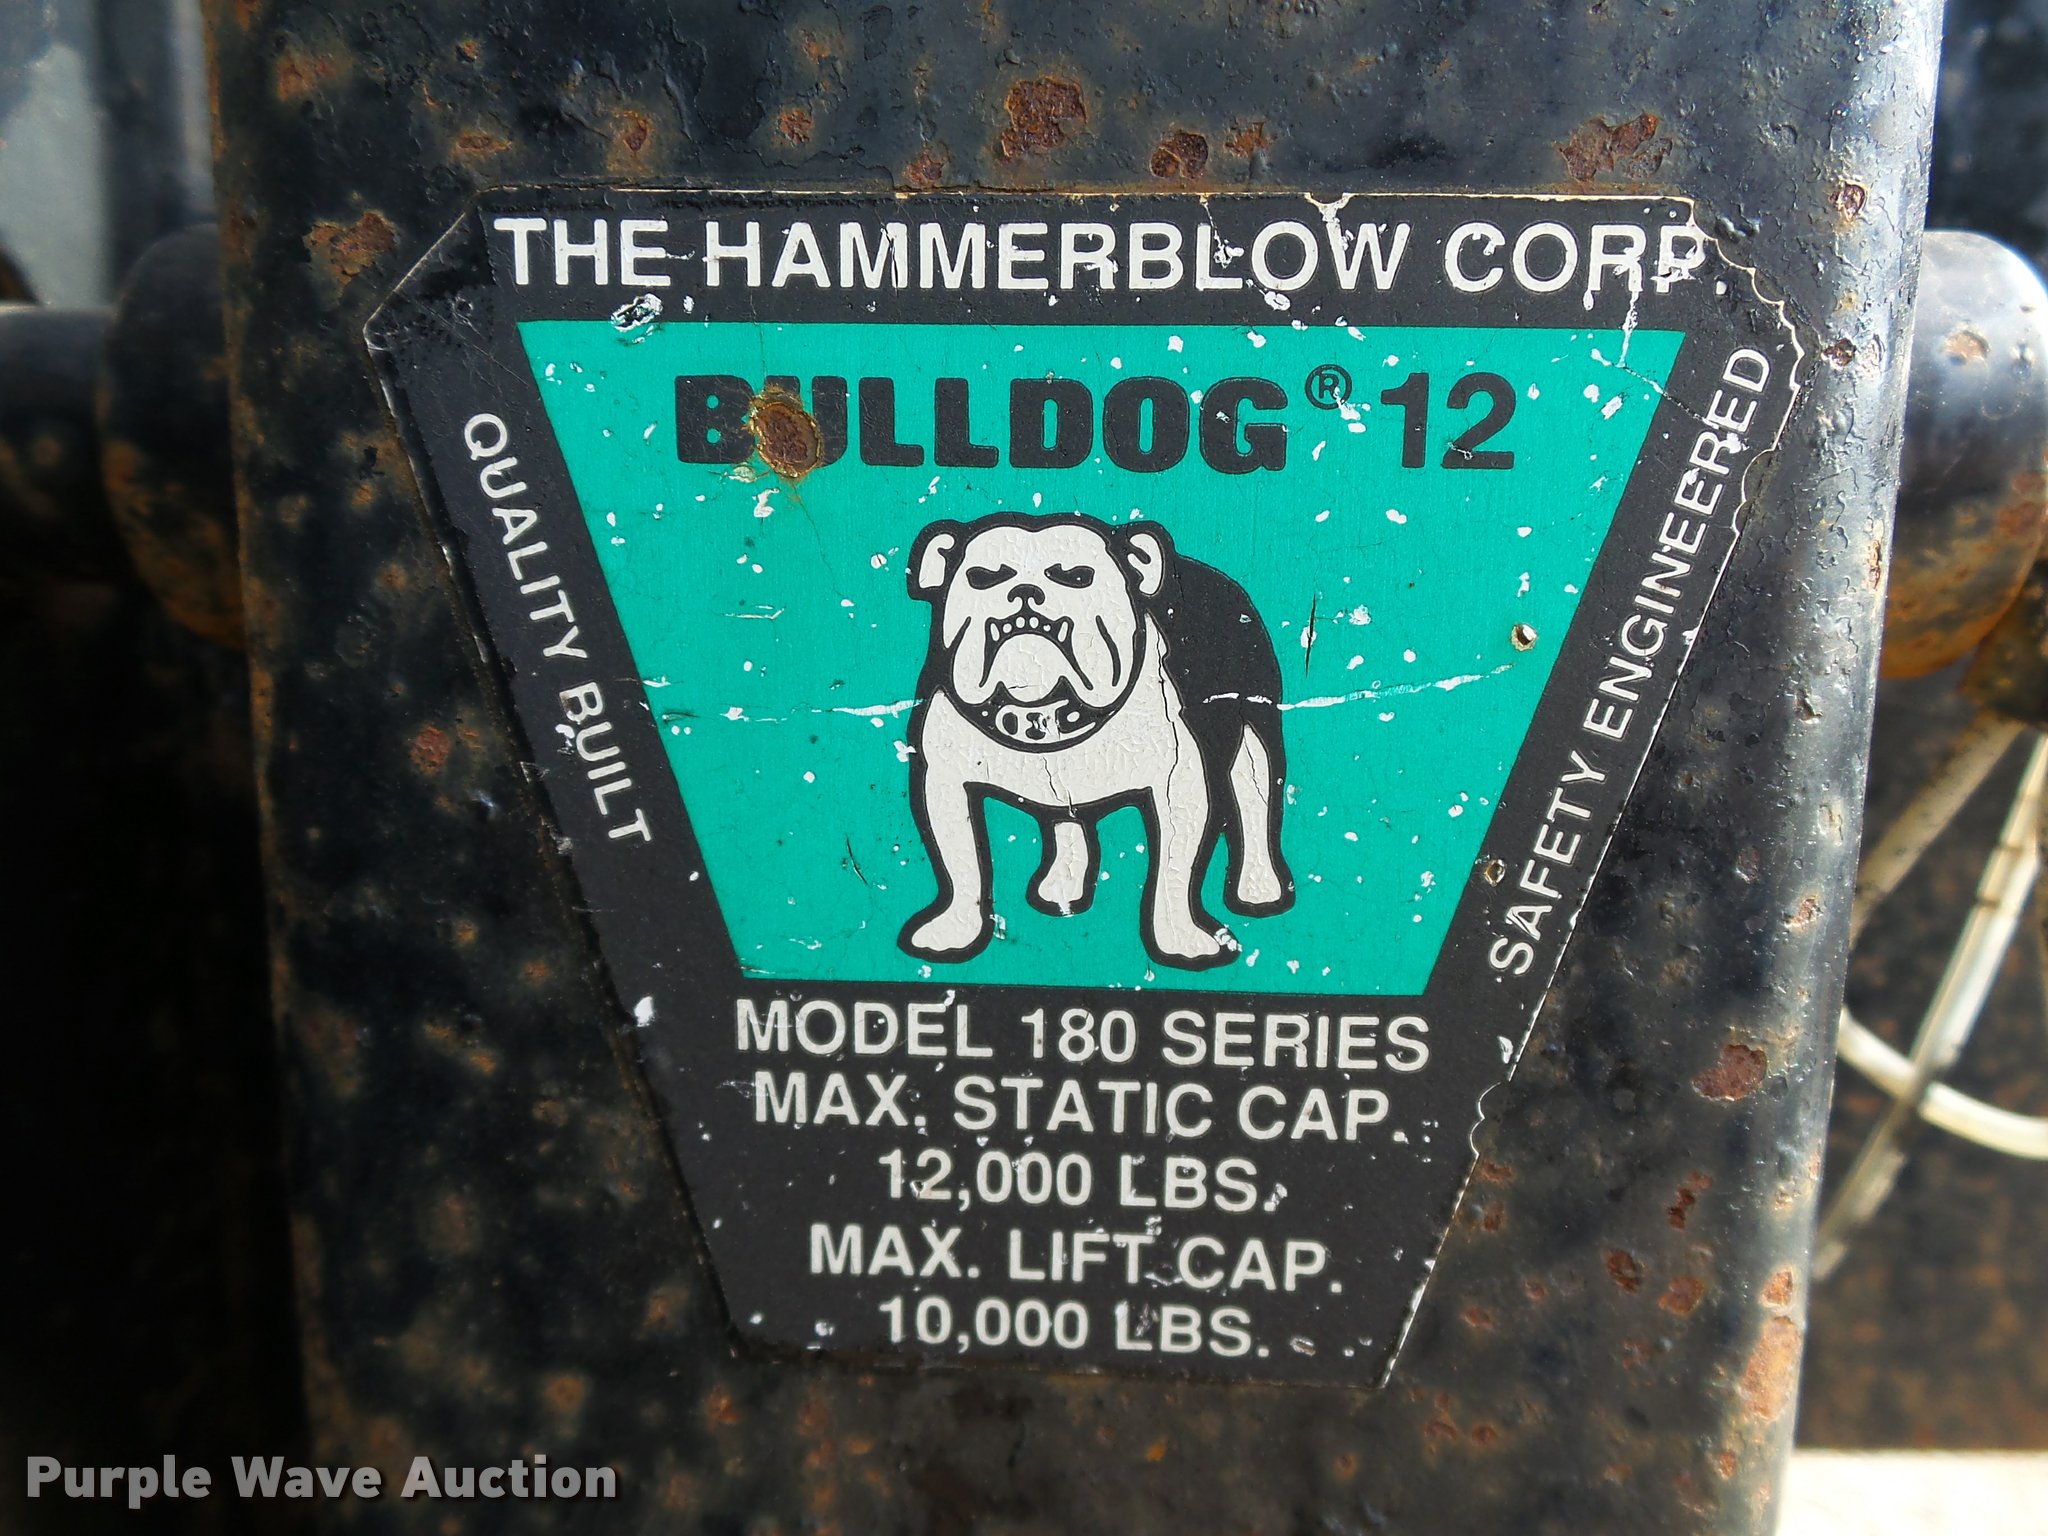 THE HAMMERBLOW CORP.
BULLDOG® 12
QUALITY BUILT
SAFETY ENGINEERED
MODEL 180 SERIES
MAX. STATIC CAP.
12,000 LBS.
MAX. LIFT CAP.
10,000 LBS.
Purple Wave Auction